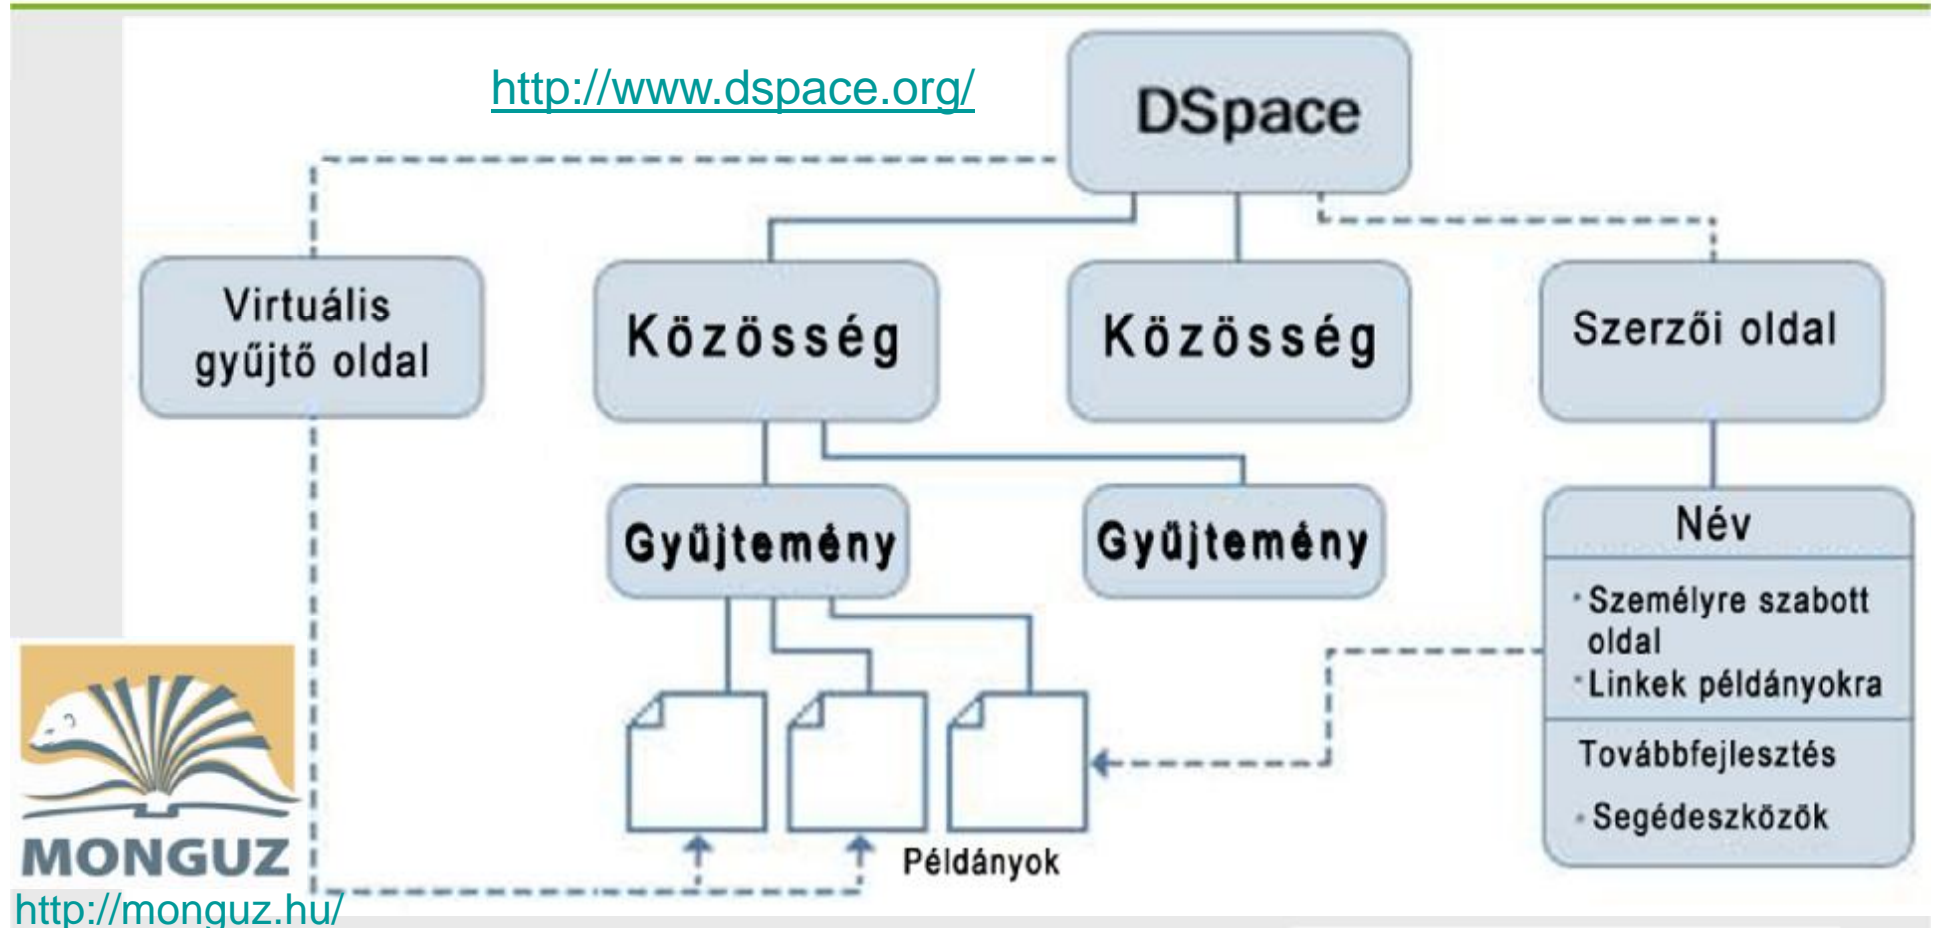 http://www.dspace.org/
DSpace
Virtuális
gyűjtő oldal
Közösség
Közösség
Szerzői oldal
Gyűjtemény
Gyűjtemény
Név
Személyre szabott
oldal
Linkek példányokra
Továbbfejlesztés
Segédeszközök
Példányok
MONGUZ
http://monguz.hu/